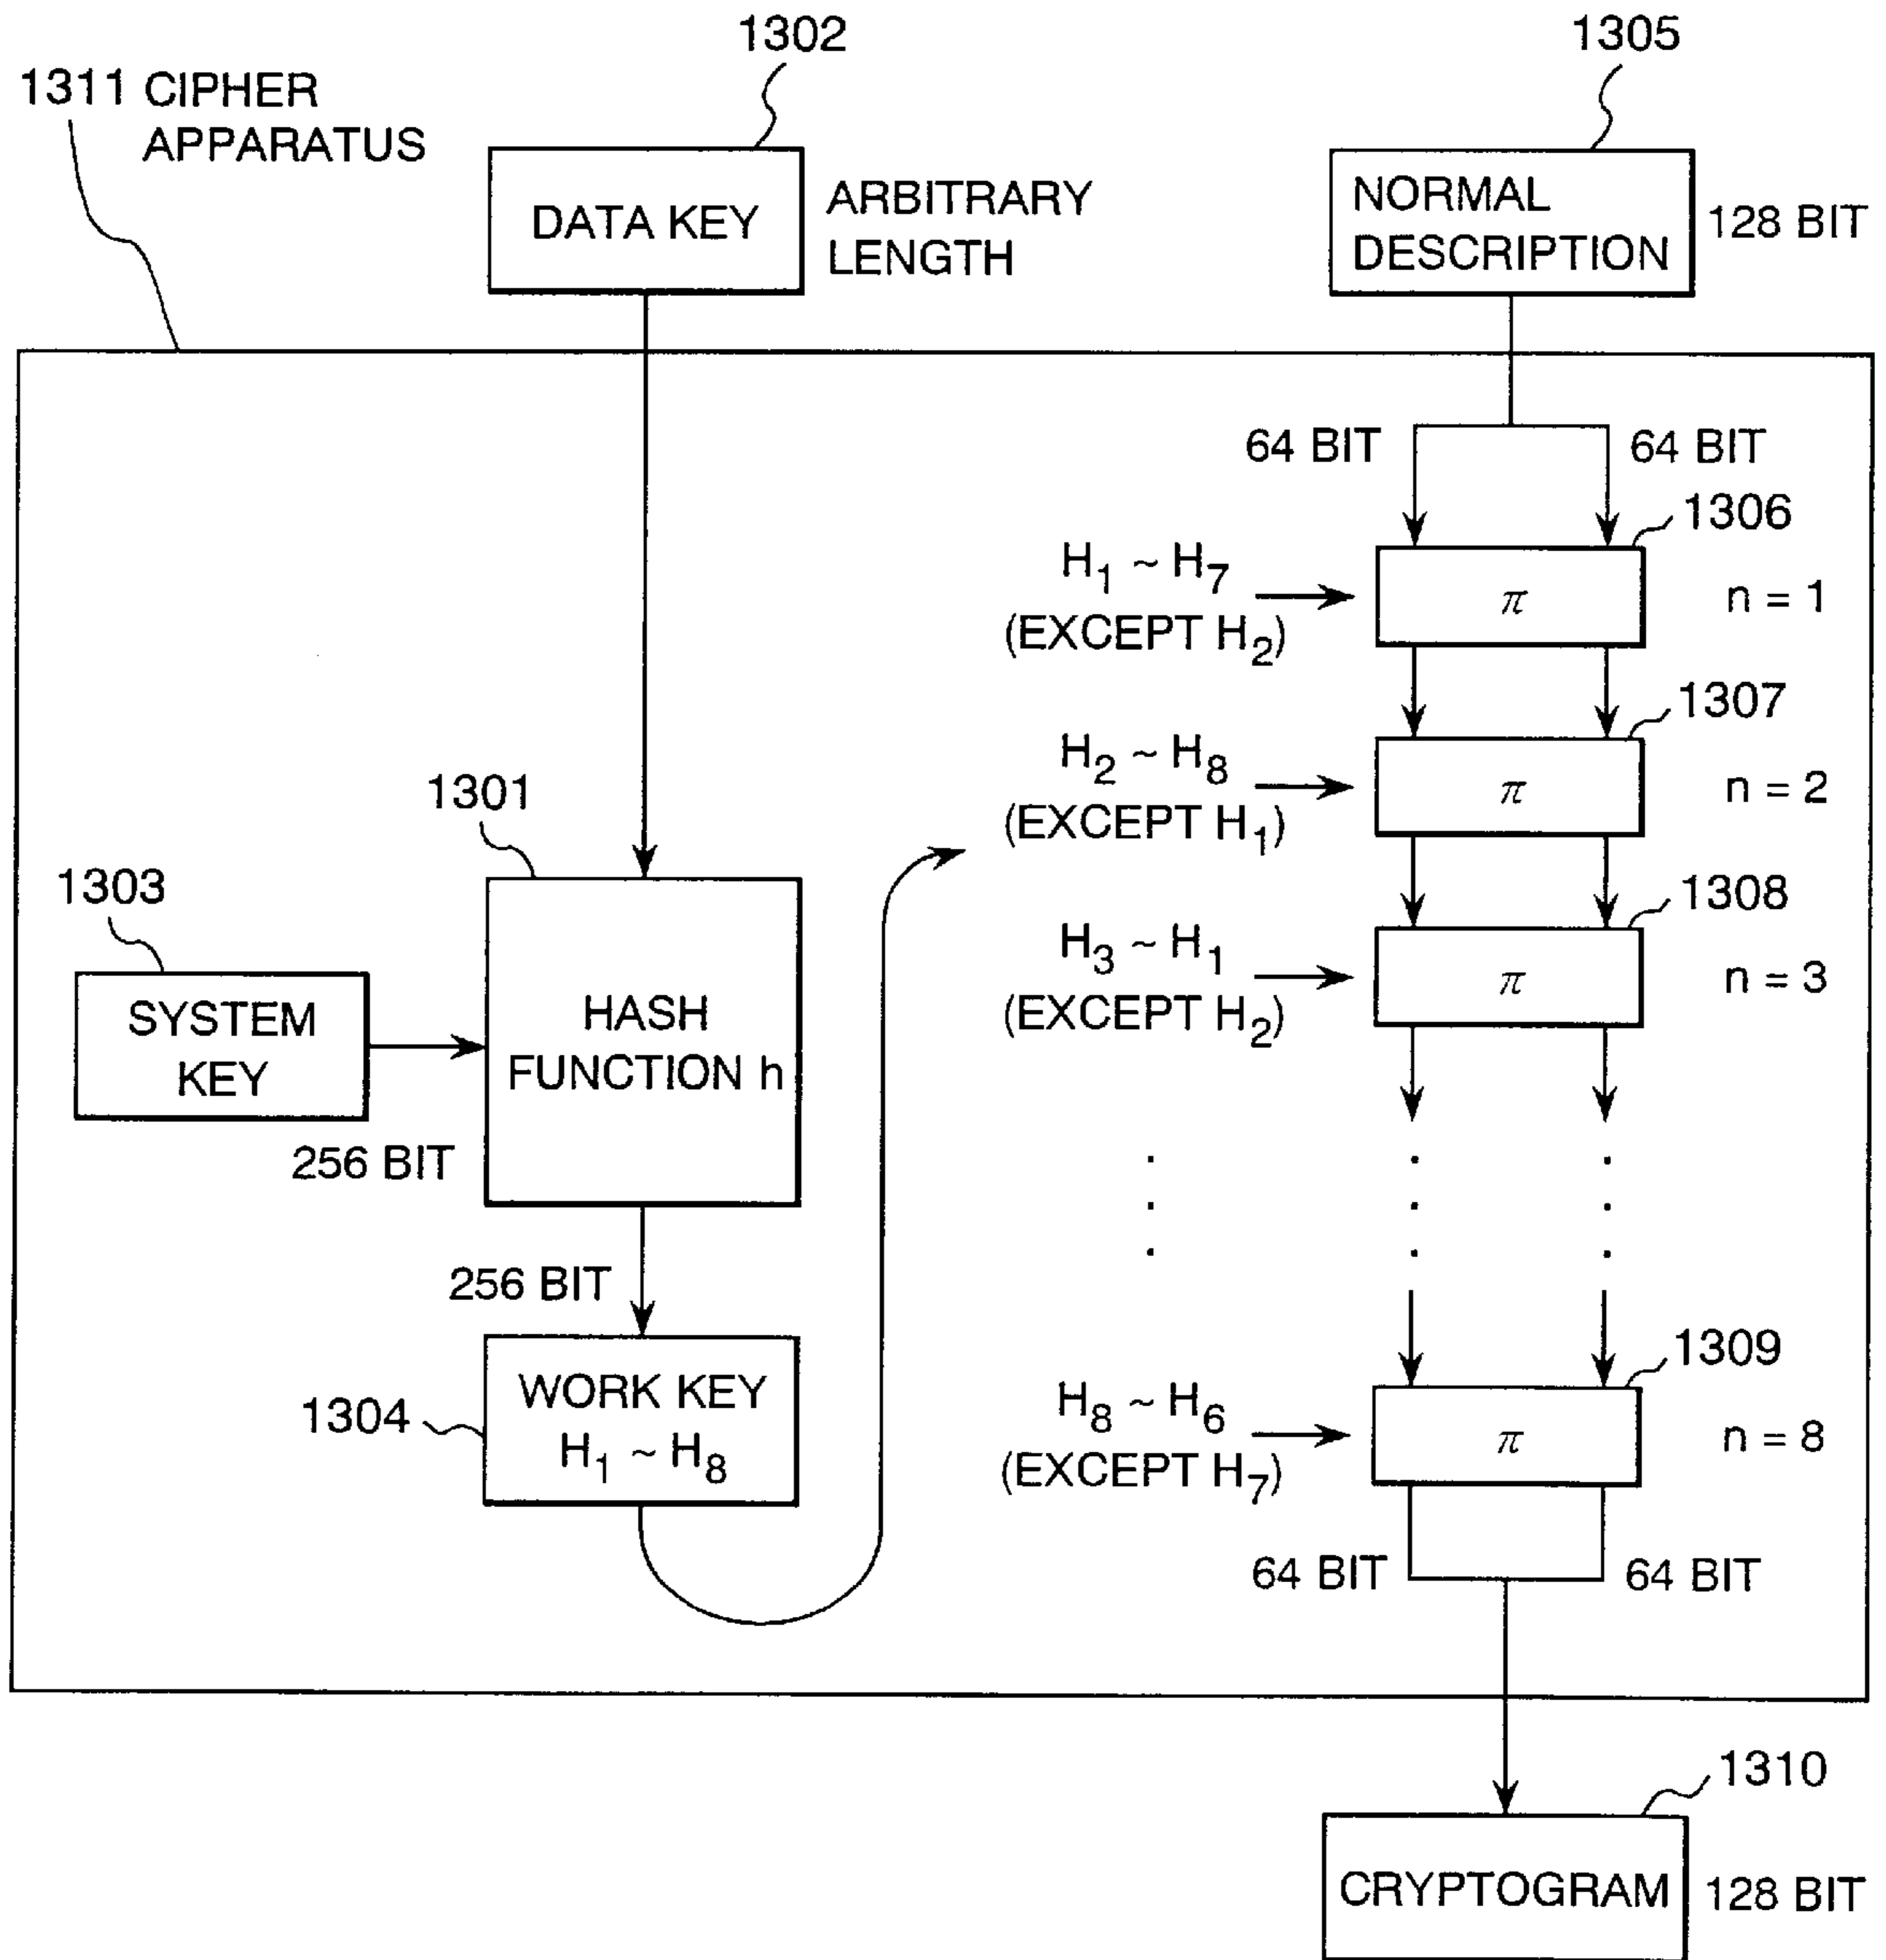 1302
1305
1311 CIPHER
APPARATUS
DATA KEY
ARBITRARY
LENGTH
NORMAL
DESCRIPTION
128 BIT
64 BIT
64 BIT
1306
H₁ ~ H₇
(EXCEPT H₂)
π
n = 1
1307
H₂ ~ H₈
(EXCEPT H₁)
π
n = 2
1301
1308
1303
H₃ ~ H₁
(EXCEPT H₂)
π
n = 3
SYSTEM
KEY
HASH
FUNCTION h
256 BIT
256 BIT
1309
1304
WORK KEY
H₁ ~ H₈
H₈ ~ H₆
(EXCEPT H₇)
π
n = 8
64 BIT
64 BIT
1310
CRYPTOGRAM
128 BIT